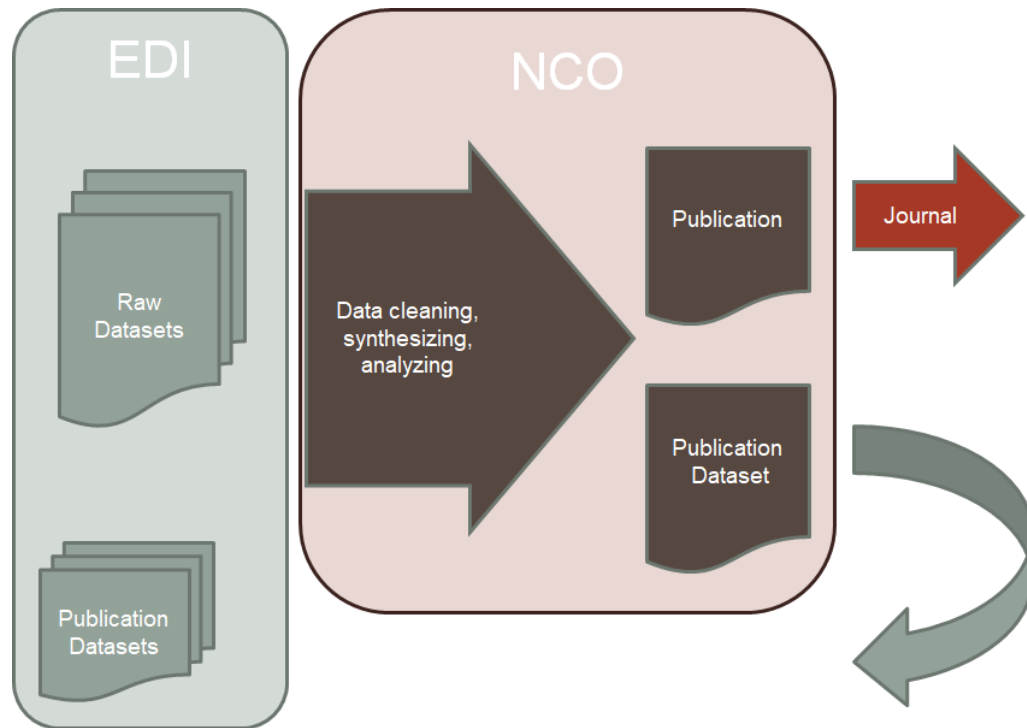 EDI
Raw
Datasets
Publication
Datasets
NCO
Data cleaning,
synthesizing,
analyzing
Publication
Publication
Dataset
Journal